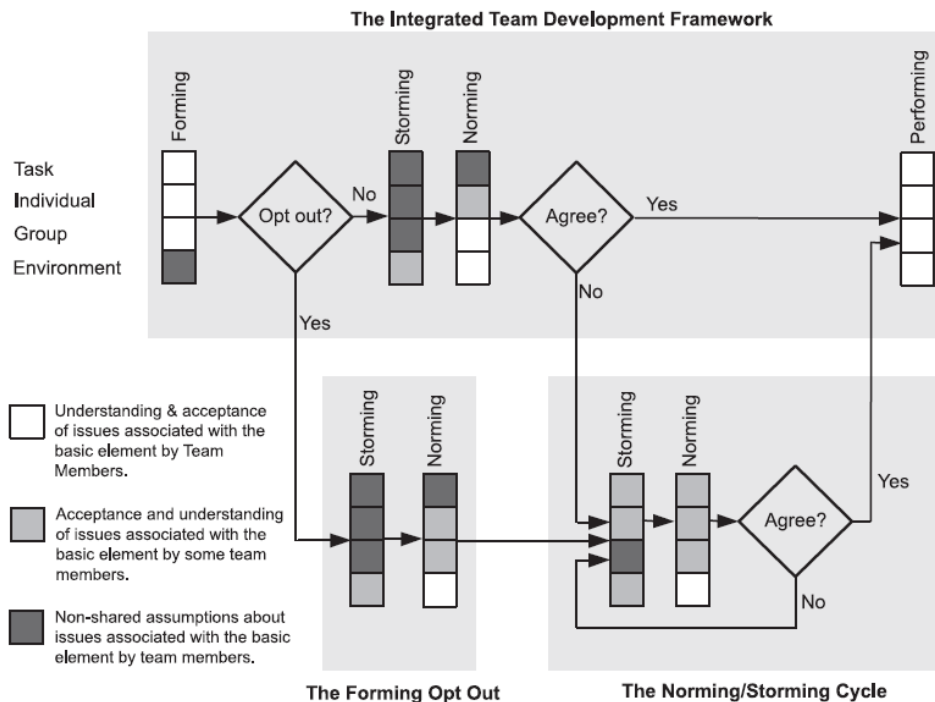 The Integrated Team Development Framework
Forming
Storming
Norming
Performing
Task
Individual
Group
Environment
Opt out?
No
Agree?
Yes
Yes
No
Understanding & acceptance
of issues associated with the
basic element by Team
Members.
Acceptance and understanding
of issues associated with the
basic element by some team
members.
Non-shared assumptions about
issues associated with the basic
element by team members.
Storming
Norming
Storming
Norming
Agree?
Yes
No
The Forming Opt Out
The Norming/Storming Cycle